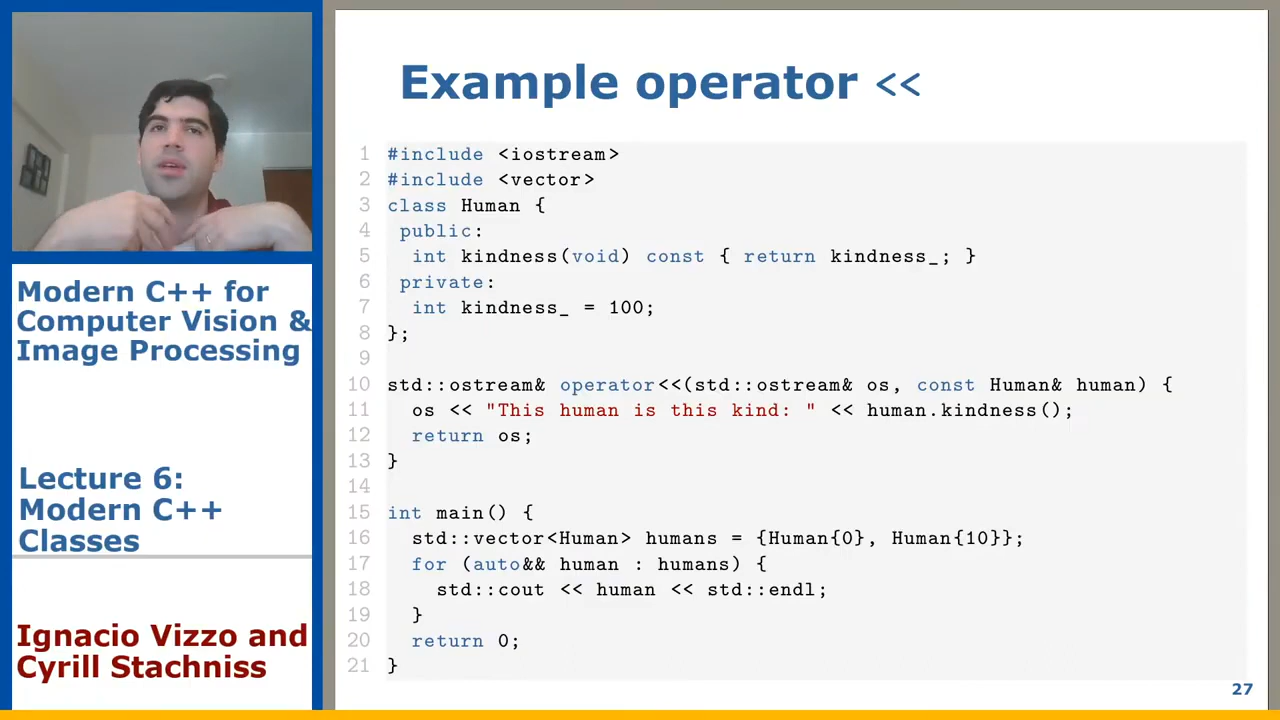 Modern C++ for
Computer Vision &
Image Processing
Lecture 6:
Modern C++
Classes
Ignacio Vizzo and
Cyrill Stachniss
Example operator <<
1 #include <iostream>
2 #include <vector>
3 class Human {
4  public:
5   int kindness(void) const { return kindness_; }
6  private:
7   int kindness_ = 100;
8 };
9
10 std::ostream& operator<<(std::ostream& os, const Human& human) {
11   os << "This human is this kind: " << human.kindness();
12   return os;
13 }
14
15 int main() {
16   std::vector<Human> humans = {Human{0}, Human{10}};
17   for (auto&& human : humans) {
18     std::cout << human << std::endl;
19   }
20   return 0;
21 }
27